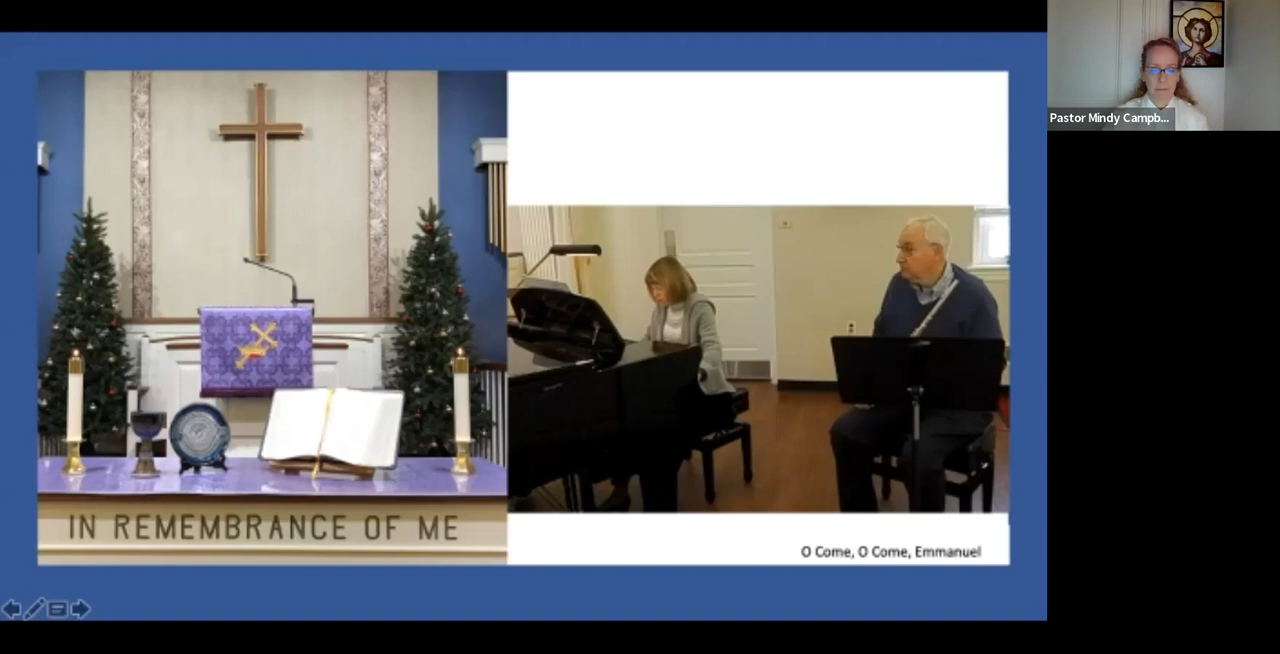 Pastor Mindy Campb...
IN REMEMBRANCE OF ME
O Come, O Come, Emmanuel